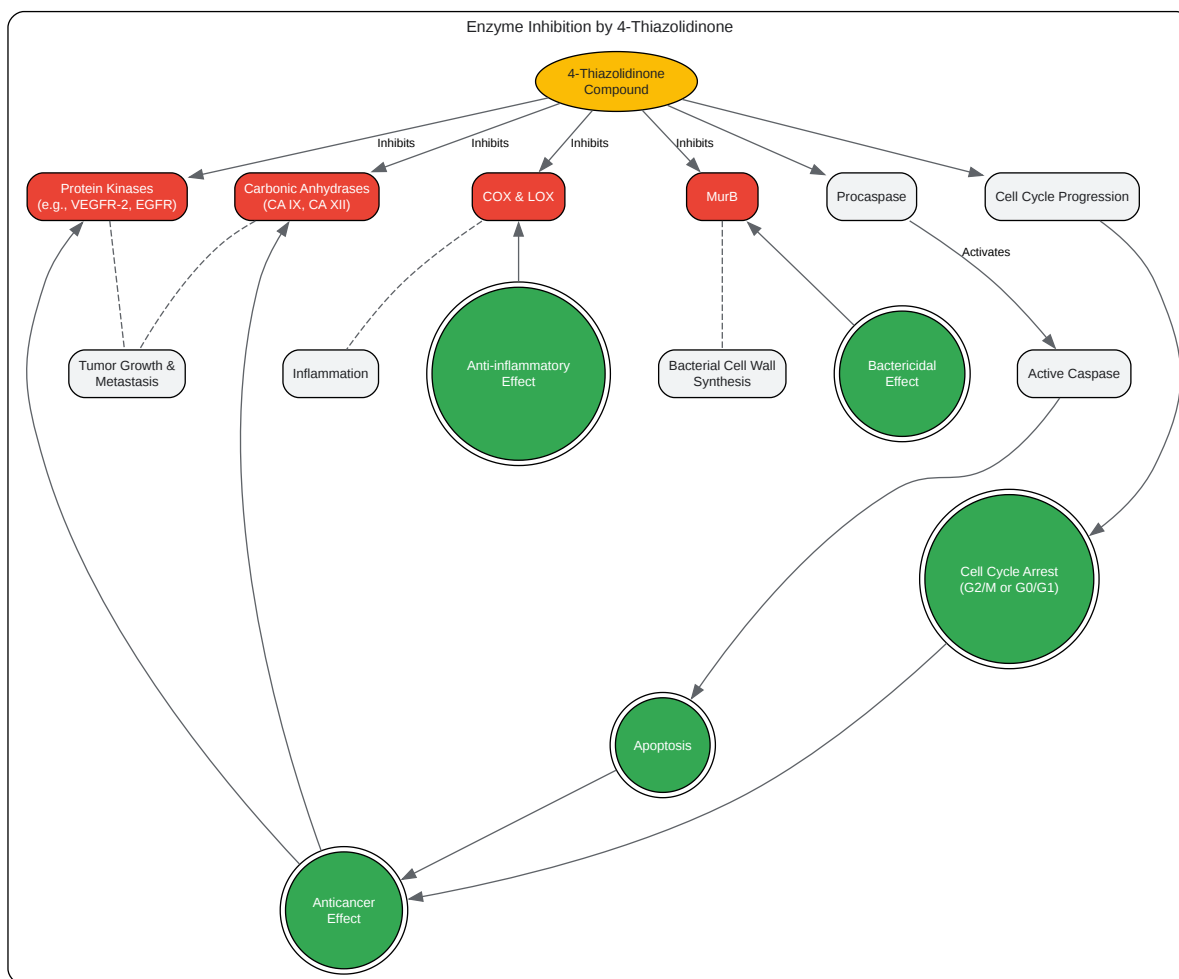 Enzyme Inhibition by 4-Thiazolidinone
4-Thiazolidinone
Compound
Inhibits
Inhibits
Inhibits
Inhibits
Protein Kinases
(e.g., VEGFR-2, EGFR)
Carbonic Anhydrases
(CA IX, CA XII)
COX & LOX
MurB
Procaspase
Cell Cycle Progression
Activates
Tumor Growth &
Metastasis
Inflammation
Anti-inflammatory
Effect
Bacterial Cell Wall
Synthesis
Bactericidal
Effect
Active Caspase
Cell Cycle Arrest
(G2/M or G0/G1)
Apoptosis
Anticancer
Effect